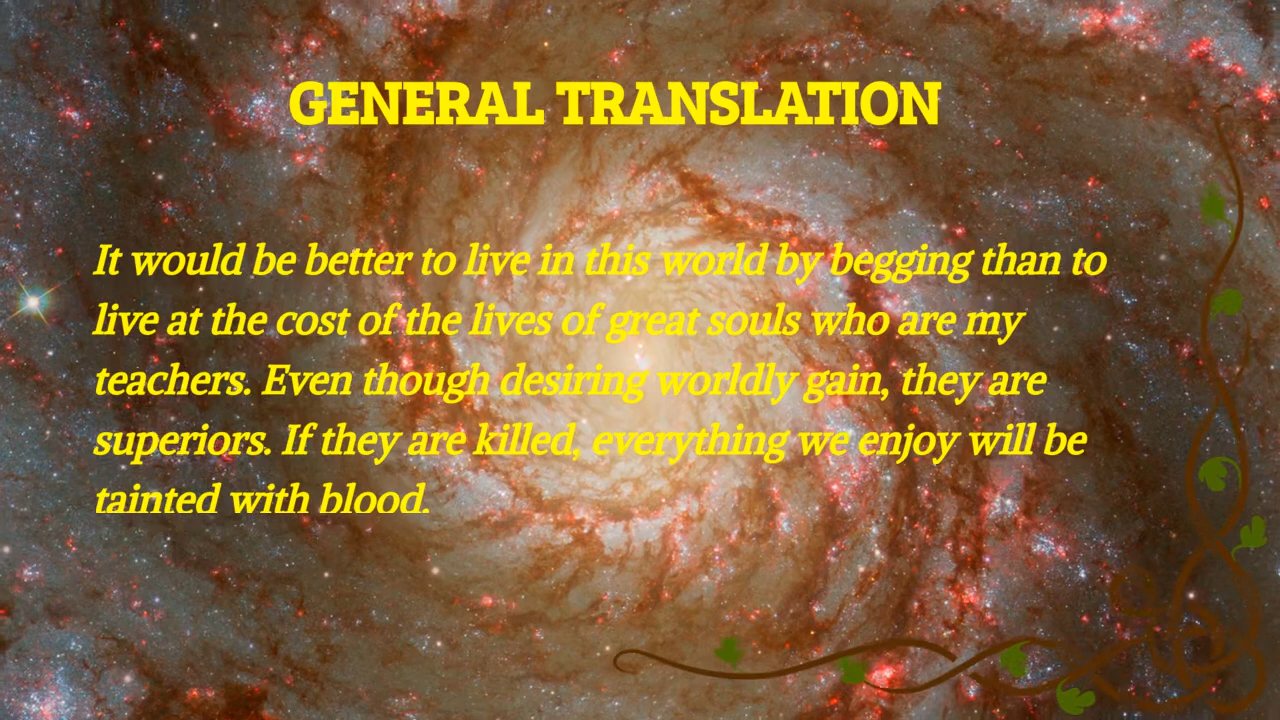 GENERAL TRANSLATION
It would be better to live in this world by begging than to
live at the cost of the lives of great souls who are my
teachers. Even though desiring worldly gain, they are
superiors. If they are killed, everything we enjoy will be
tainted with blood.